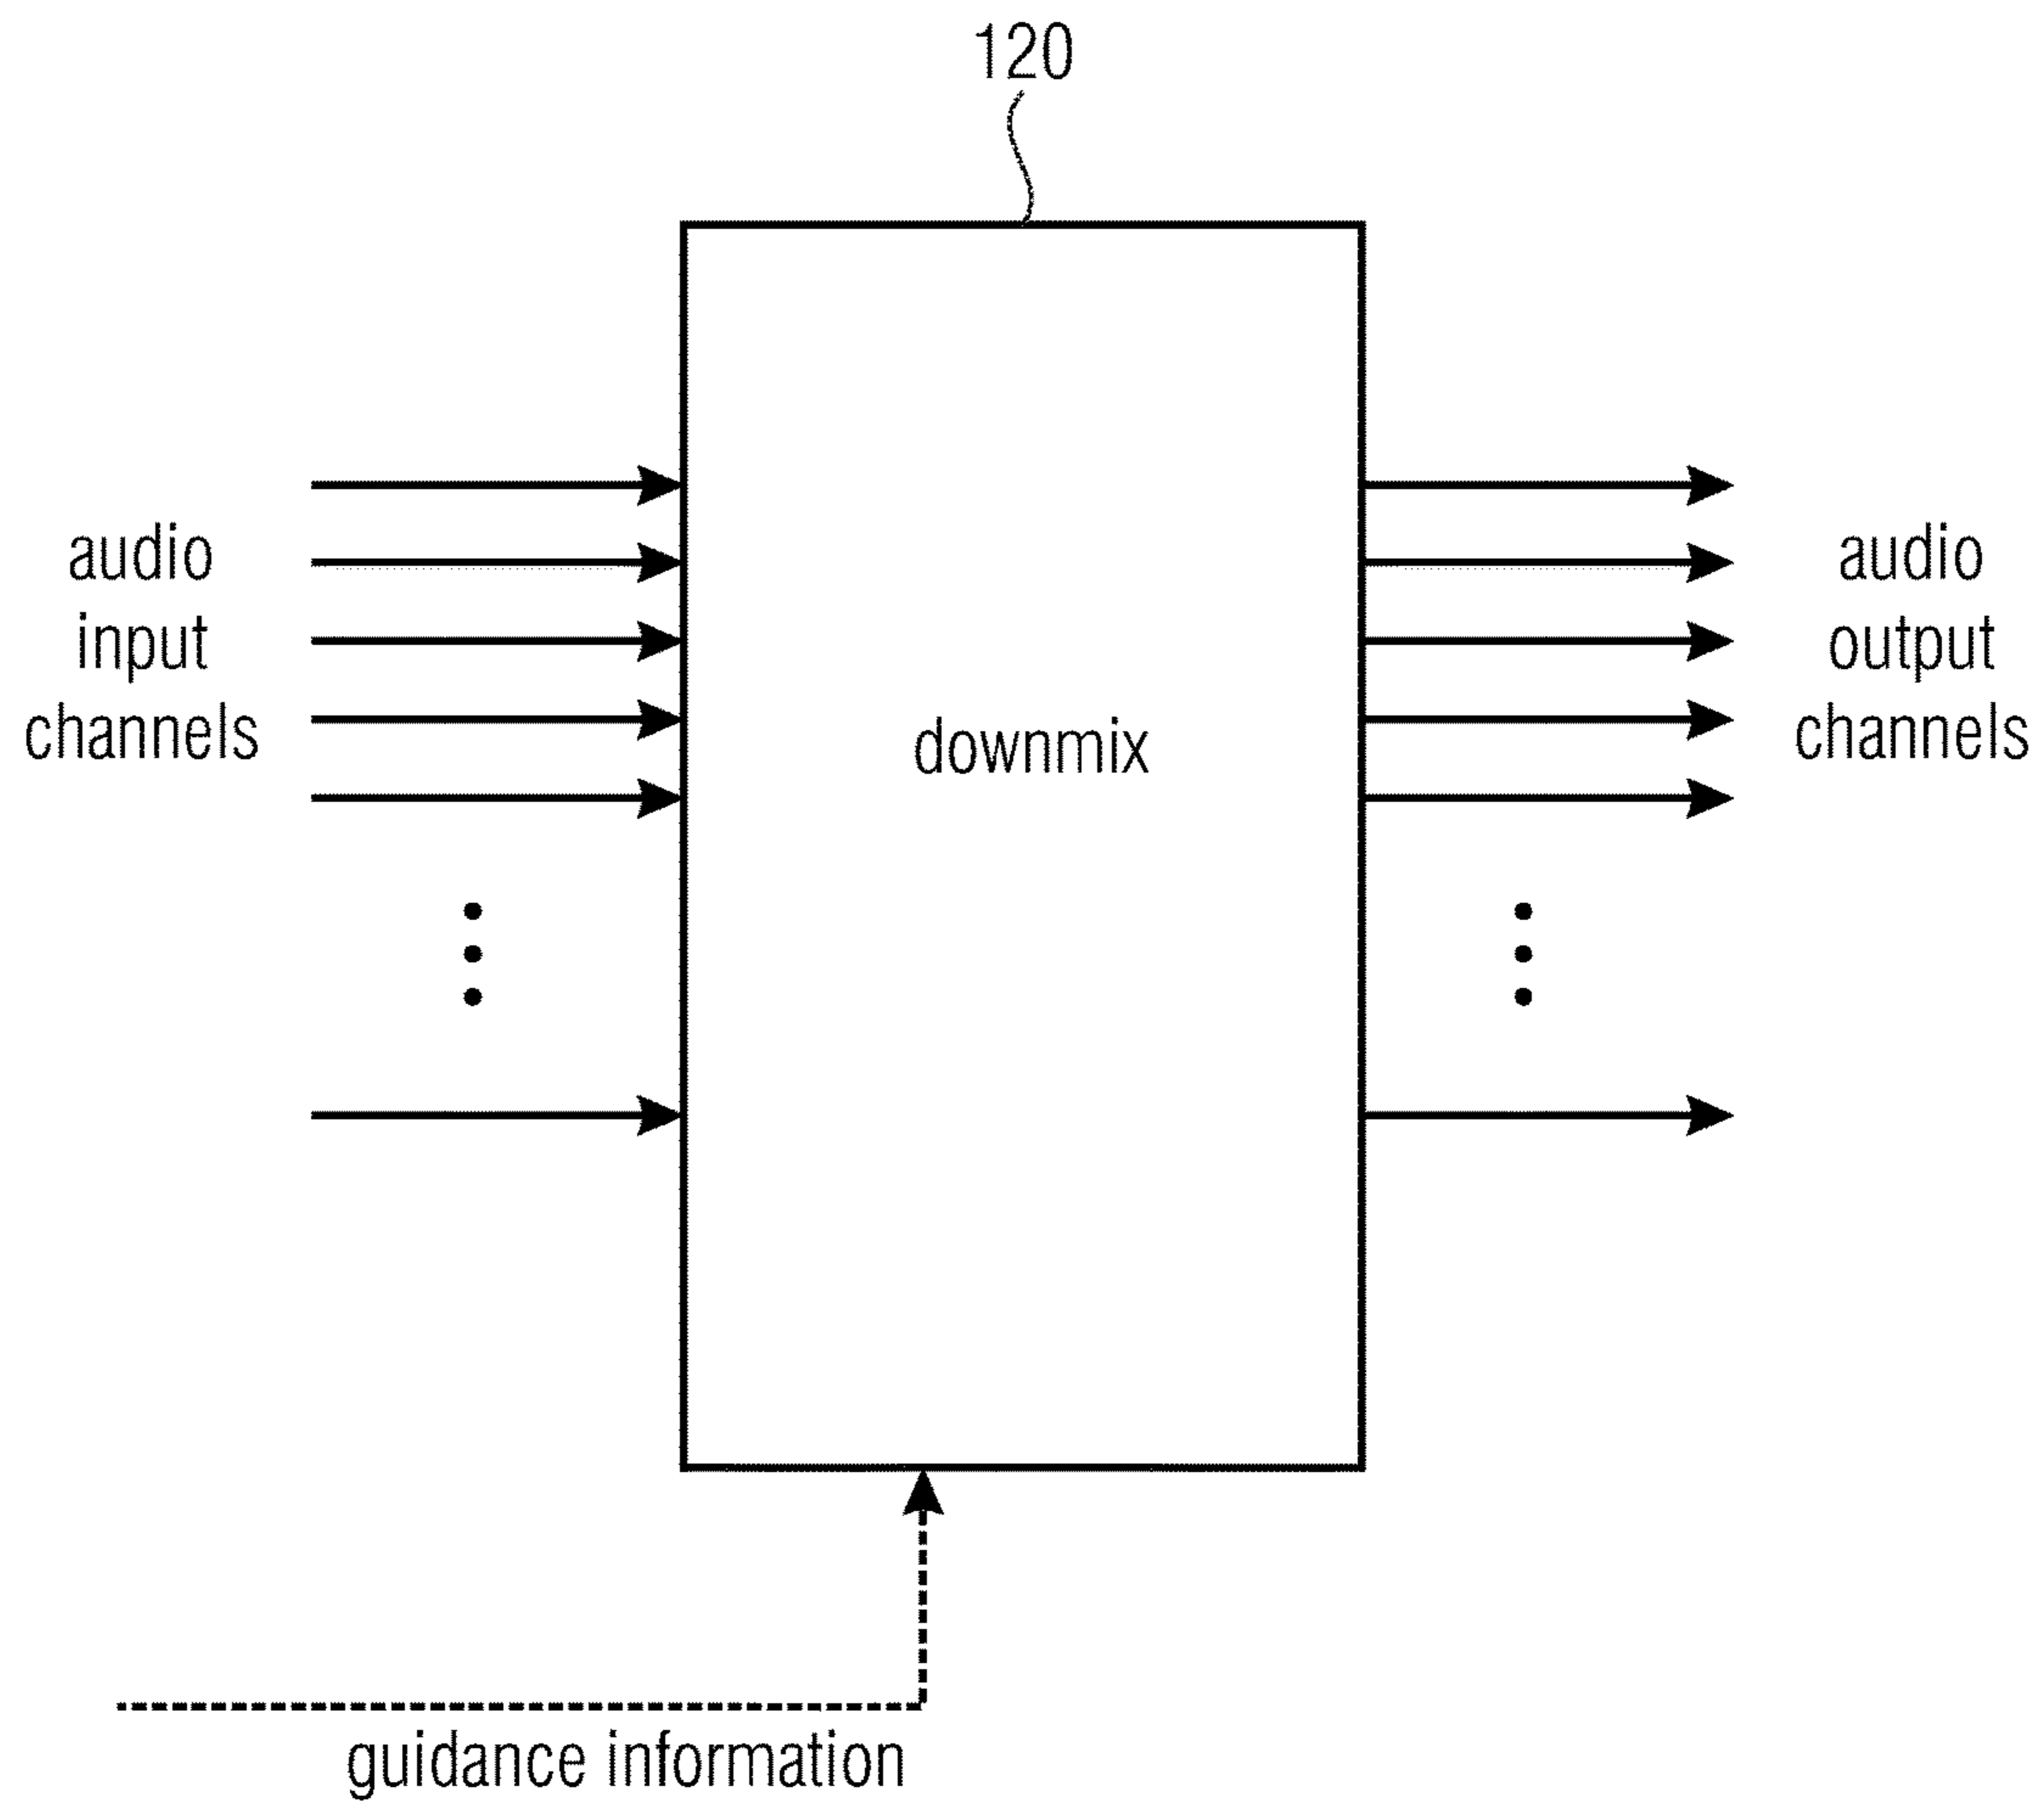 120
audio
input
channels
downmix
audio
output
channels
guidance information